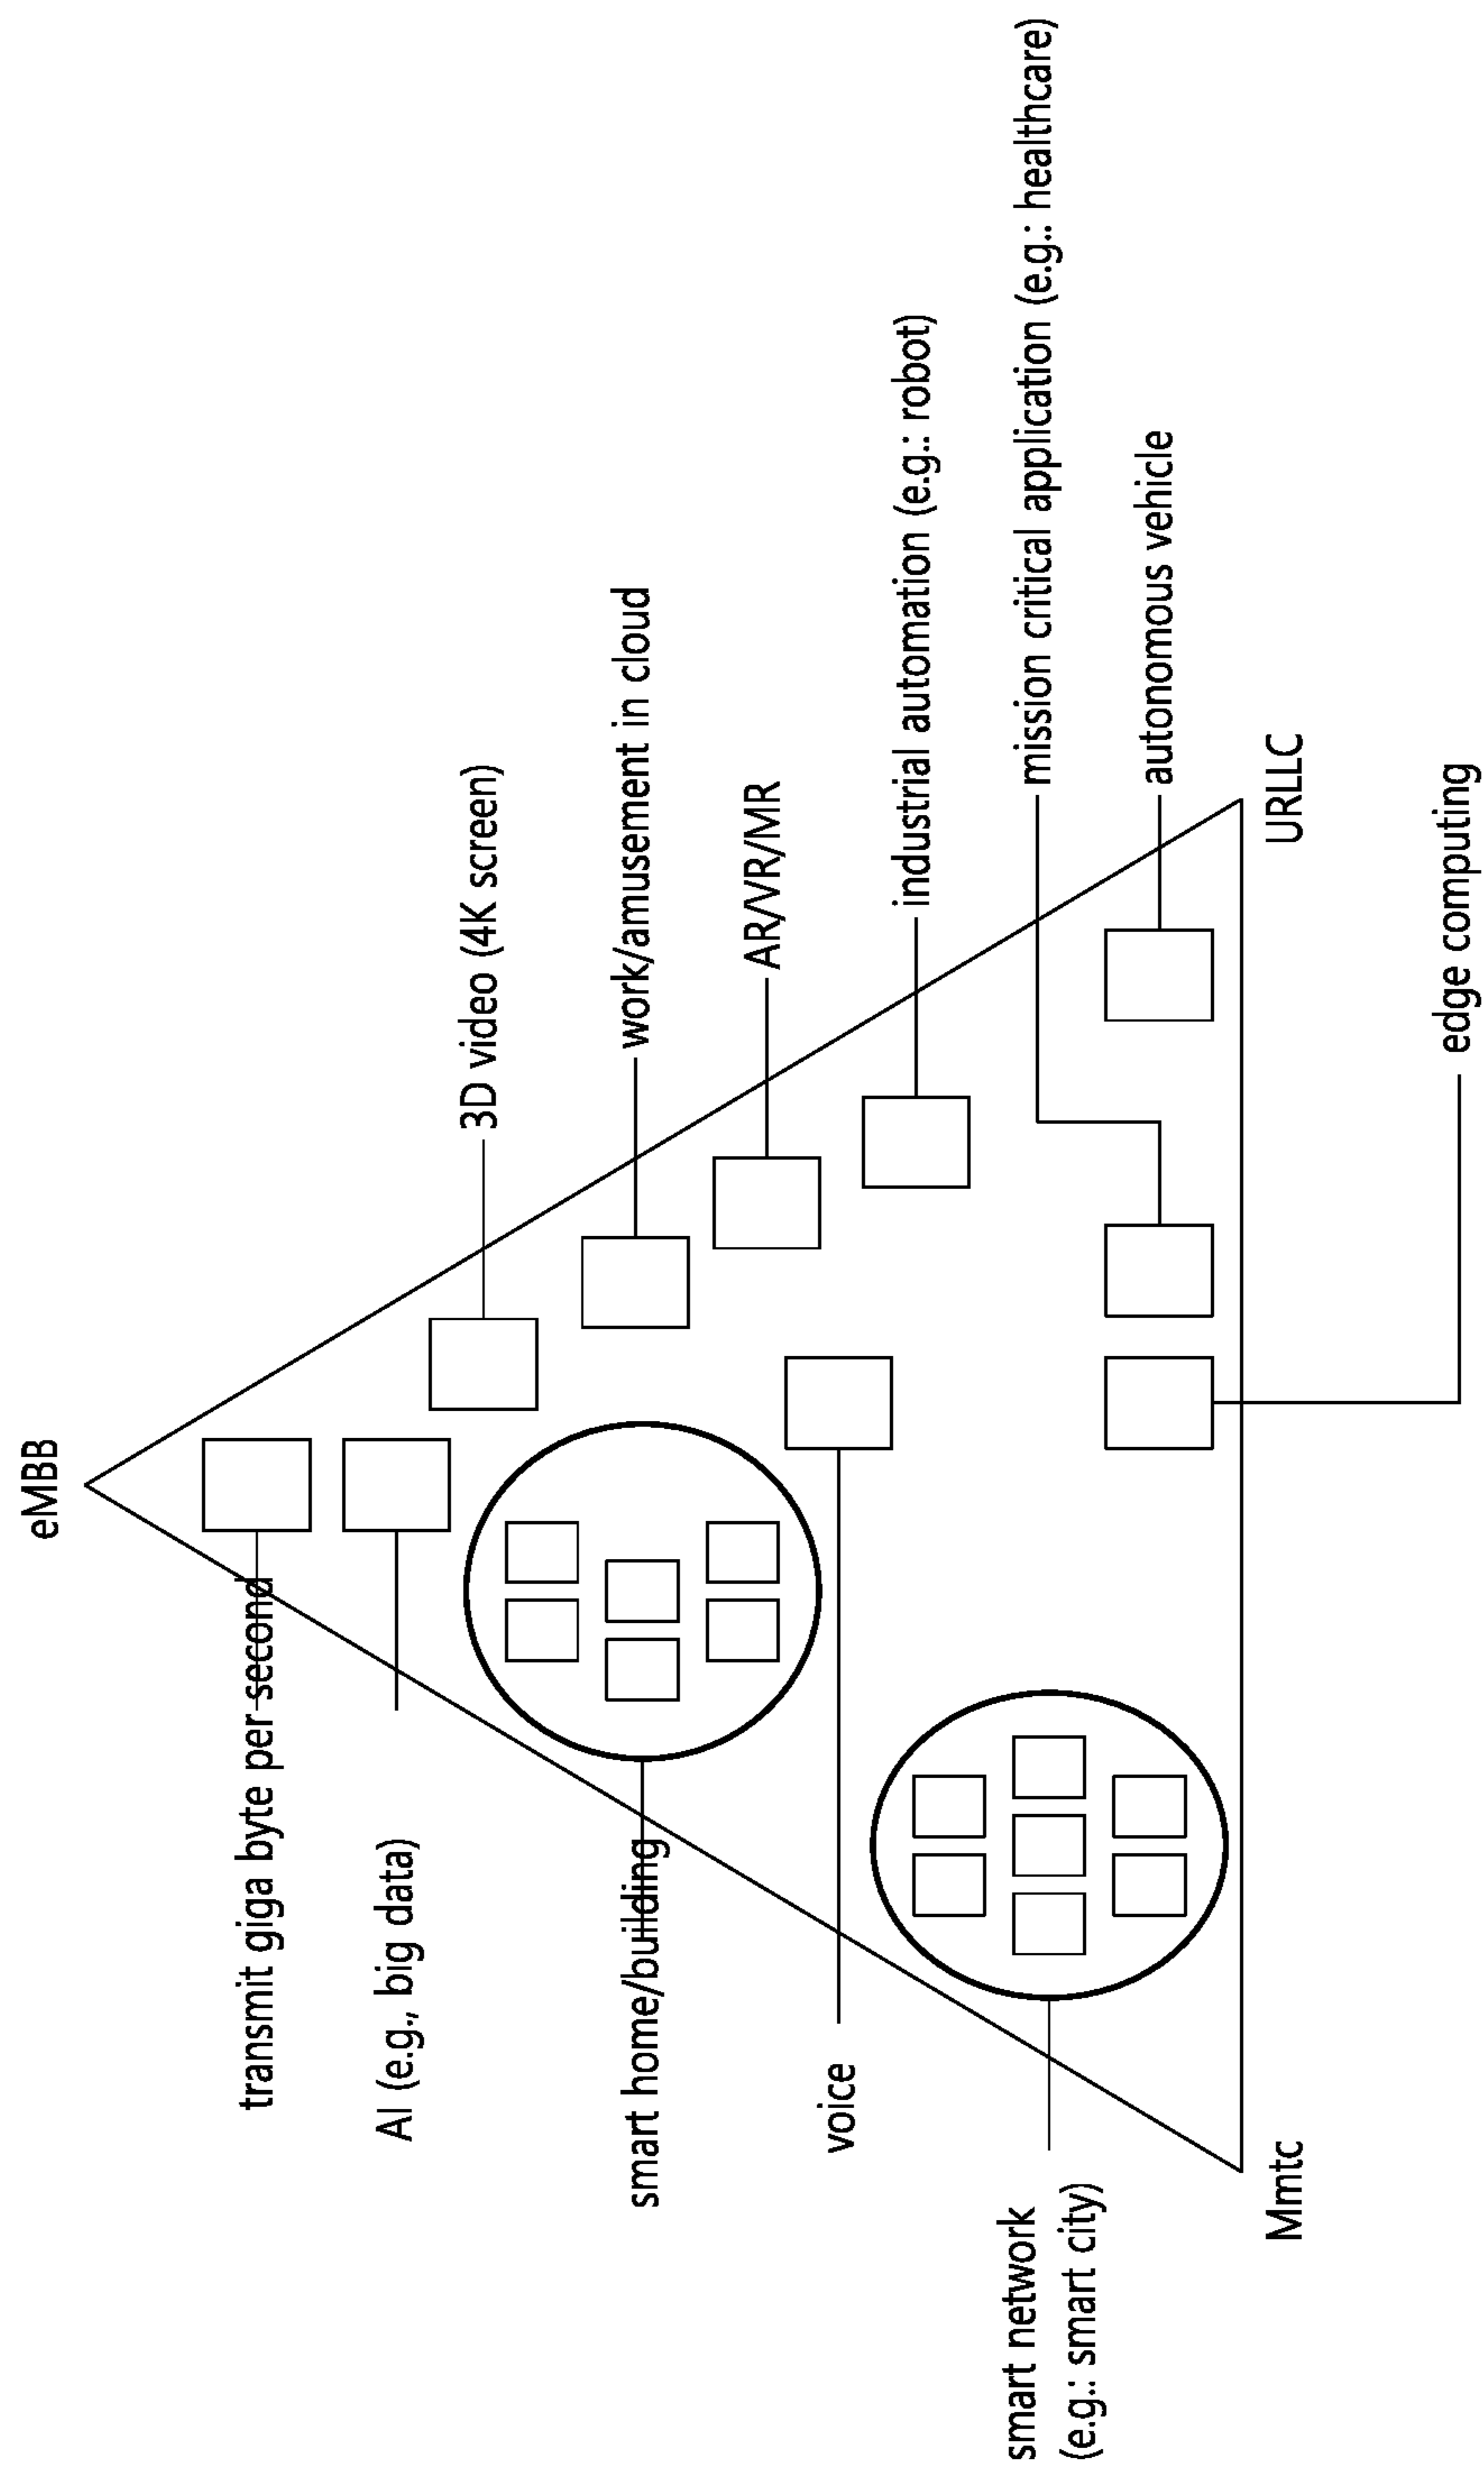 eMBB
transmit giga byte per second
AI (e.g., big data)
3D video (4K screen)
smart home/building
work/amusement in cloud
AR/VR/MR
voice
industrial automation (e.g.: robot)
smart network
(e.g.: smart city)
mission critical application (e.g.: healthcare)
autonomous vehicle
Mmtc
URLLC
edge computing